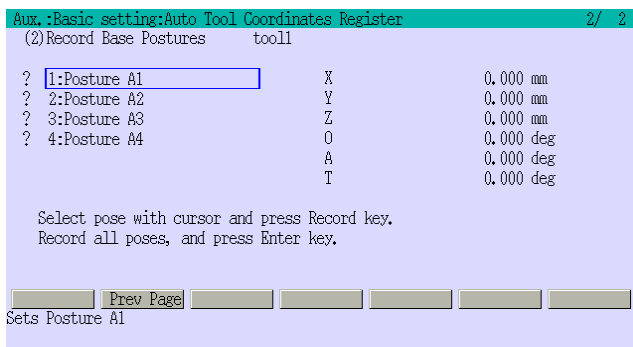 Aux.:Basic setting:Auto Tool Coordinates Register 2/ 2
(2)Record Base Postures tool1
? 1:Posture A1 X 0.000 mm
? 2:Posture A2 Y 0.000 mm
? 3:Posture A3 Z 0.000 mm
? 4:Posture A4 O 0.000 deg
A 0.000 deg
T 0.000 deg
Select pose with cursor and press Record key.
Record all poses, and press Enter key.
Prev Page
Sets Posture A1